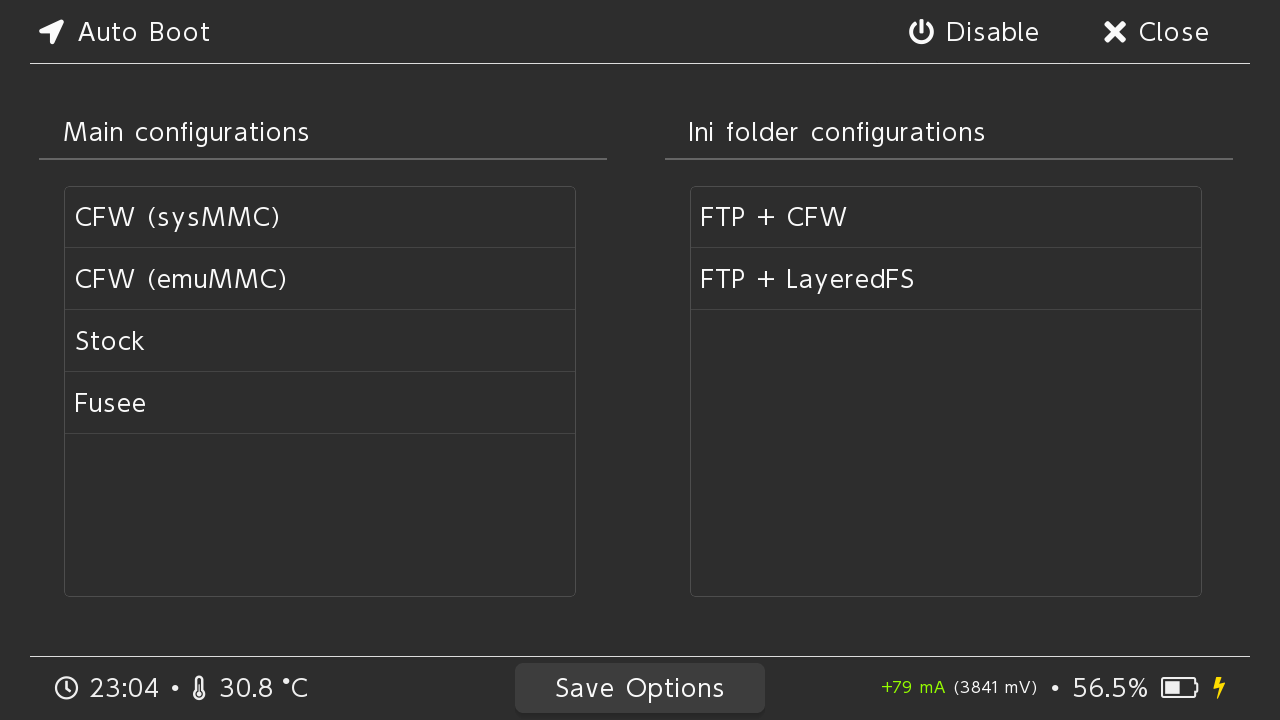 Auto Boot
Disable
Close
Main configurations
CFW (sysMMC)
CFW (emuMMC)
Stock
Fusee
Ini folder configurations
FTP + CFW
FTP + LayeredFS
23:04 • 30.8 °C
Save Options
+79 mA (3841 mV) • 56.5%